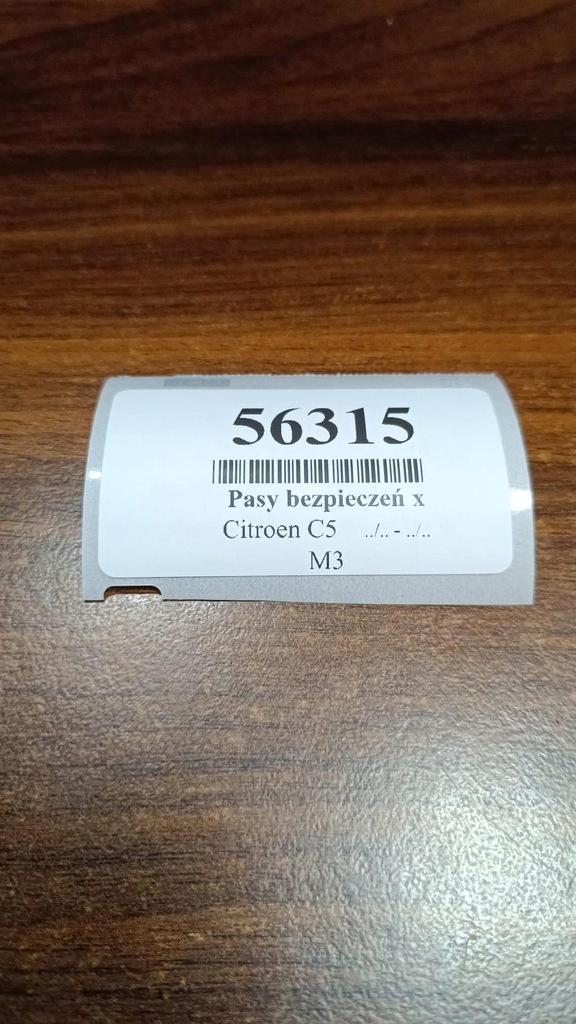 56315
Pasy bezpieczeń x
Citroen C5 ../.. - ../..
M3